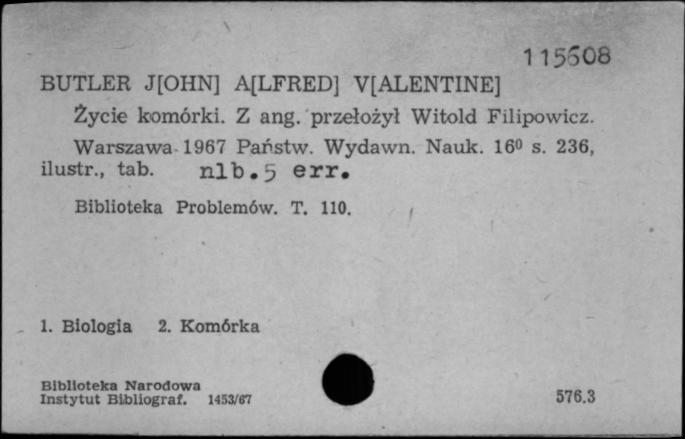 115608
BUTLER J[OHN] A[LFRED] V[ALENTINE]
Życie komórki. Z ang. przełożył Witold Filipowicz.
Warszawa 1967 Państw. Wydawn. Nauk. 16⁰ s. 236,
ilustr., tab. nlb.5 err.
Biblioteka Problemów. T. 110.
1. Biologia 2. Komórka
Biblioteka Narodowa
Instytut Bibliograf. 1453/67
576.3